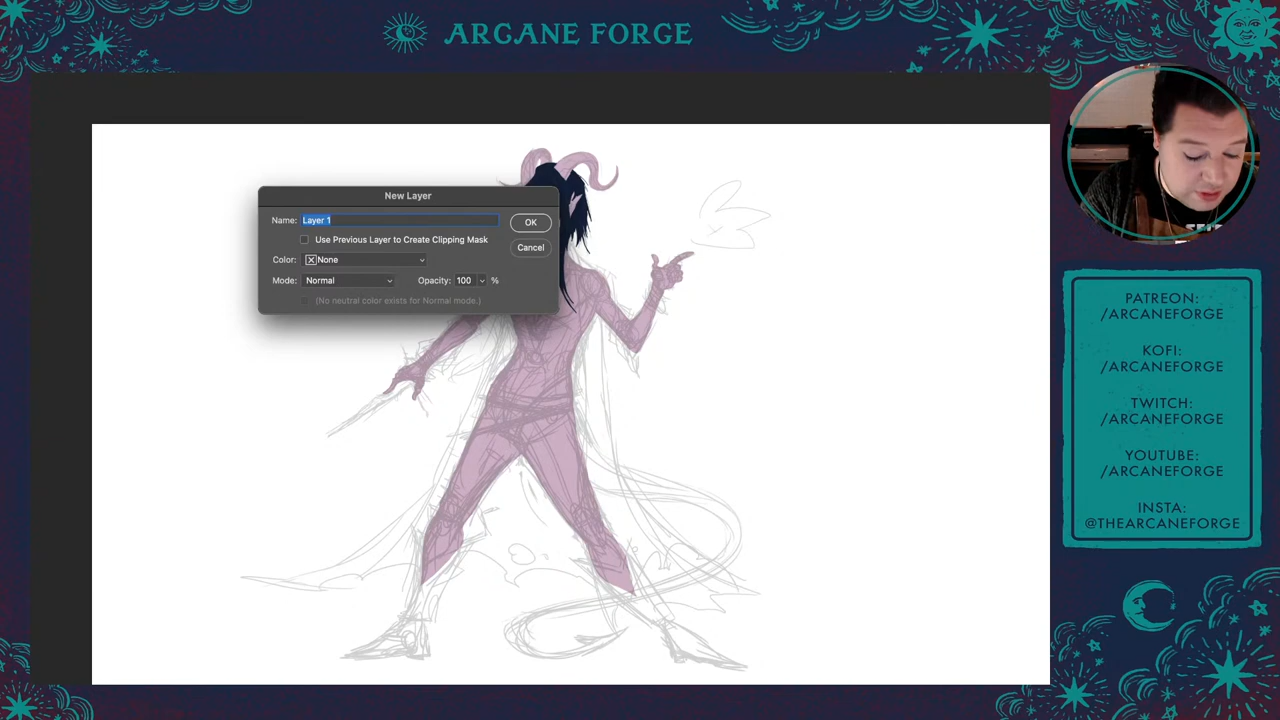 ARCANE FORGE
New Layer
Name: Layer 1
OK
Use Previous Layer to Create Clipping Mask
Cancel
Color: None
Mode: Normal Opacity: 100 %
(No neutral color exists for Normal mode.)
PATREON:
/ARCANEFORGE
KOFI:
/ARCANEFORGE
TWITCH:
/ARCANEFORGE
YOUTUBE:
/ARCANEFORGE
INSTA:
@THEARCANEFORGE